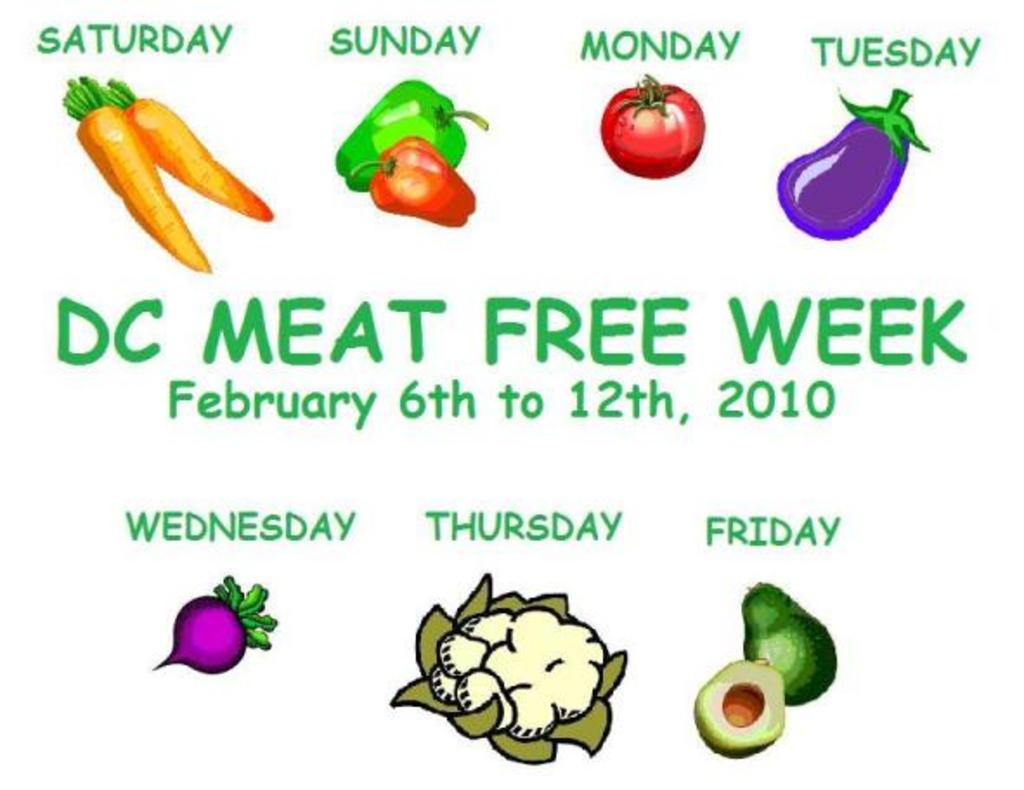 SATURDAY SUNDAY MONDAY TUESDAY
DC MEAT FREE WEEK
February 6th to 12th, 2010
WEDNESDAY THURSDAY FRIDAY